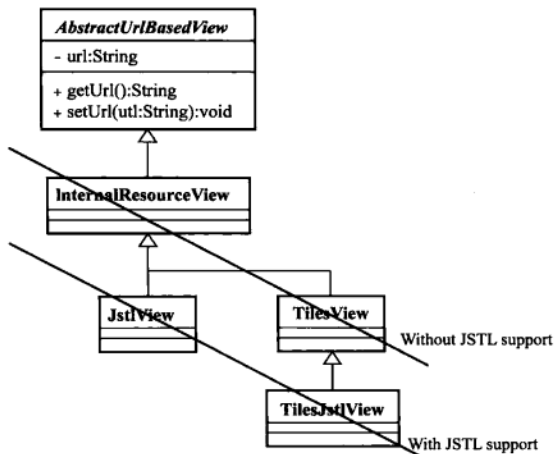 AbstractUrlBasedView
- url:String
+ getUrl():String
+ setUrl(utl:String):void
InternalResourceView
JstlView
TilesView
Without JSTL support
TilesJstlView
With JSTL support